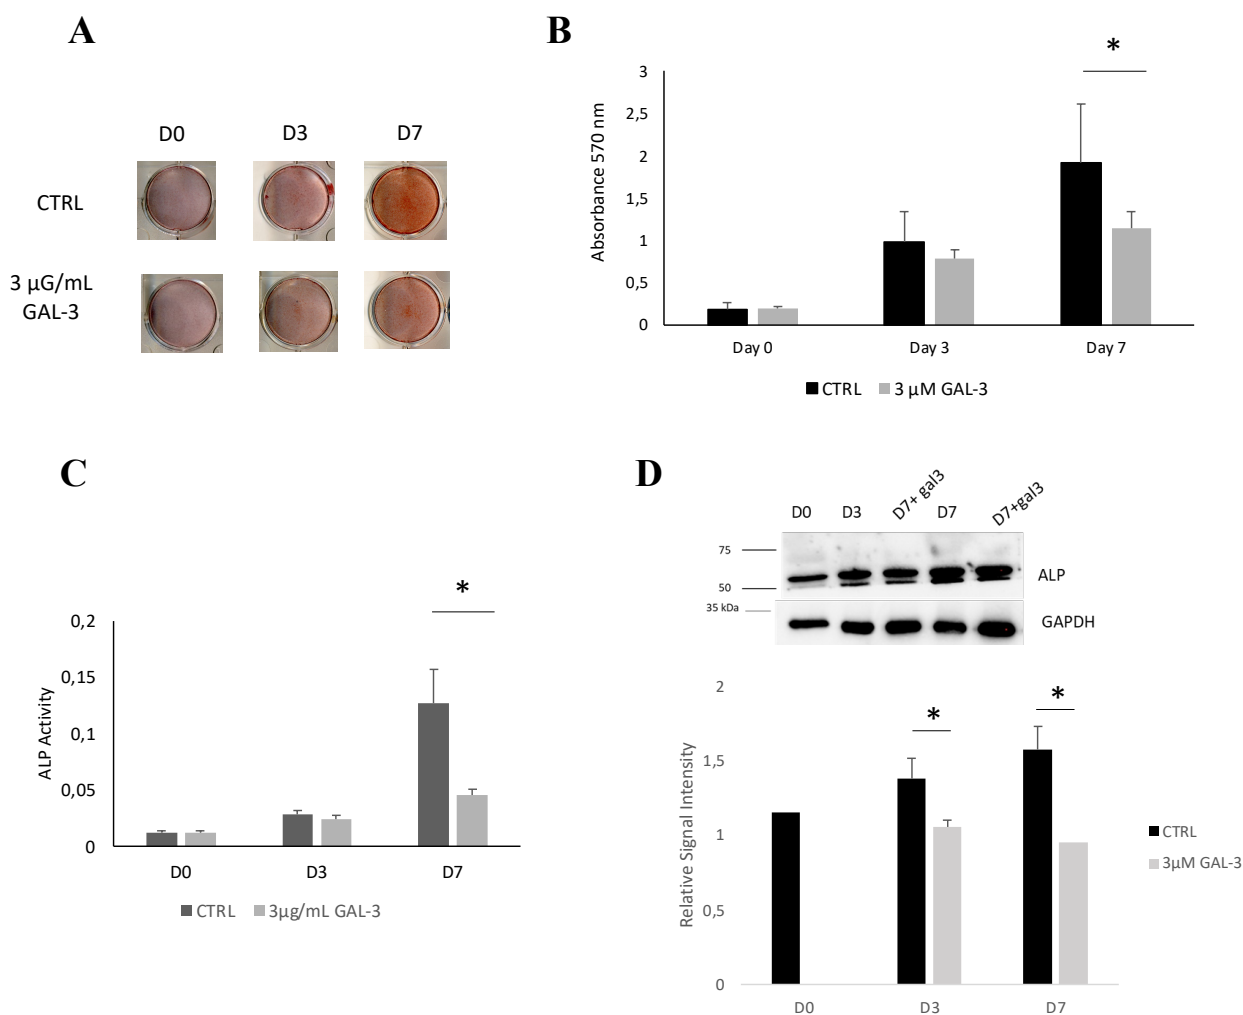 A
D0 D3 D7
CTRL
3 µG/mL
GAL-3
B
*
Absorbance 570 nm
3
2,5
2
1,5
1
0,5
0
Day 0 Day 3 Day 7
CTRL 3 µM GAL-3
C
*
ALP Activity
0,2
0,15
0,1
0,05
0
D0 D3 D7
CTRL 3µg/mL GAL-3
D
D0 D3 D7+ gal3 D7 D7+gal3
75
50
ALP
35 kDa
GAPDH
*
*
Relative Signal Intensity
2
1,5
1
0,5
0
D0 D3 D7
CTRL
3µM GAL-3